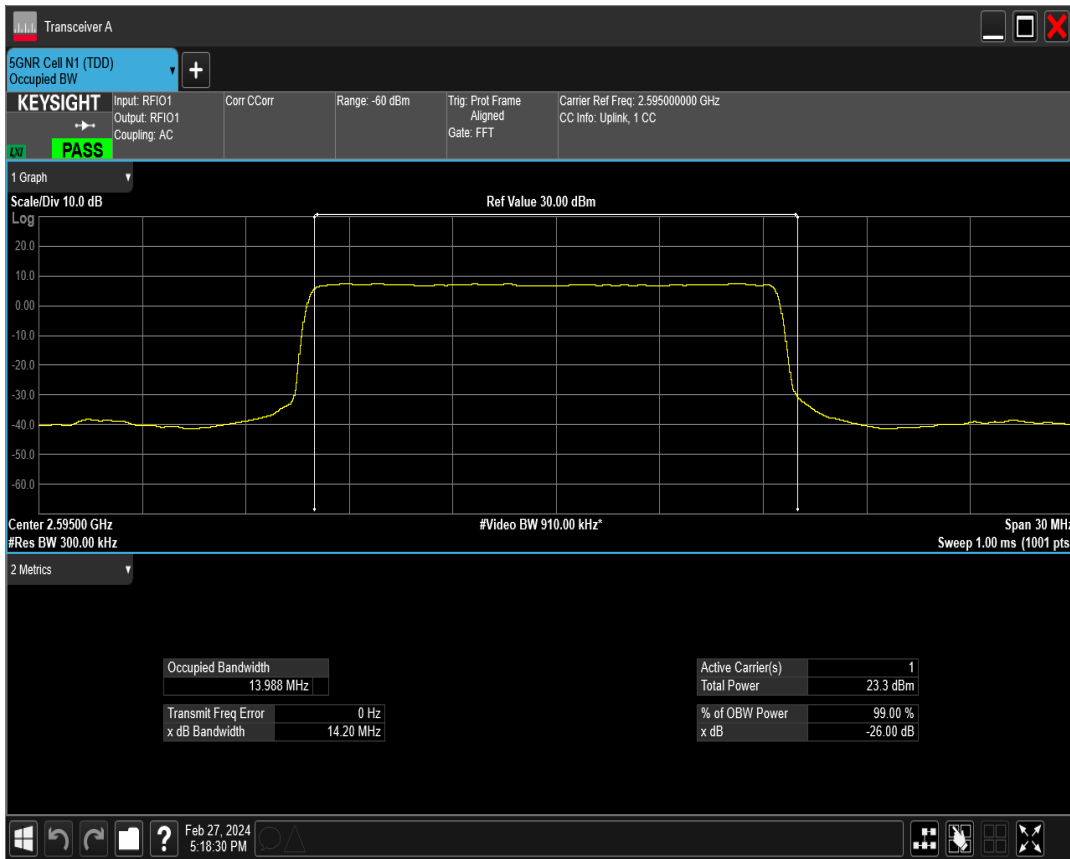 Transceiver A
5GNR Cell N1 (TDD)
Occupied BW
+
KEYSIGHT
LXI
PASS
Input: RFIO1
Output: RFIO1
Coupling: AC
Corr CCorr
Range: -60 dBm
Trig: Prot Frame
Aligned
Gate: FFT
Carrier Ref Freq: 2.595000000 GHz
CC Info: Uplink, 1 CC
1 Graph
Scale/Div 10.0 dB
Ref Value 30.00 dBm
Log
20.0
10.0
0.00
-10.0
-20.0
-30.0
-40.0
-50.0
-60.0
Center 2.59500 GHz
#Video BW 910.00 kHz*
Span 30 MHz
#Res BW 300.00 kHz
Sweep 1.00 ms (1001 pts
2 Metrics
Occupied Bandwidth
13.988 MHz
Transmit Freq Error 0 Hz
x dB Bandwidth 14.20 MHz
Active Carrier(s) 1
Total Power 23.3 dBm
% of OBW Power 99.00 %
x dB -26.00 dB
?
Feb 27, 2024
5:18:30 PM